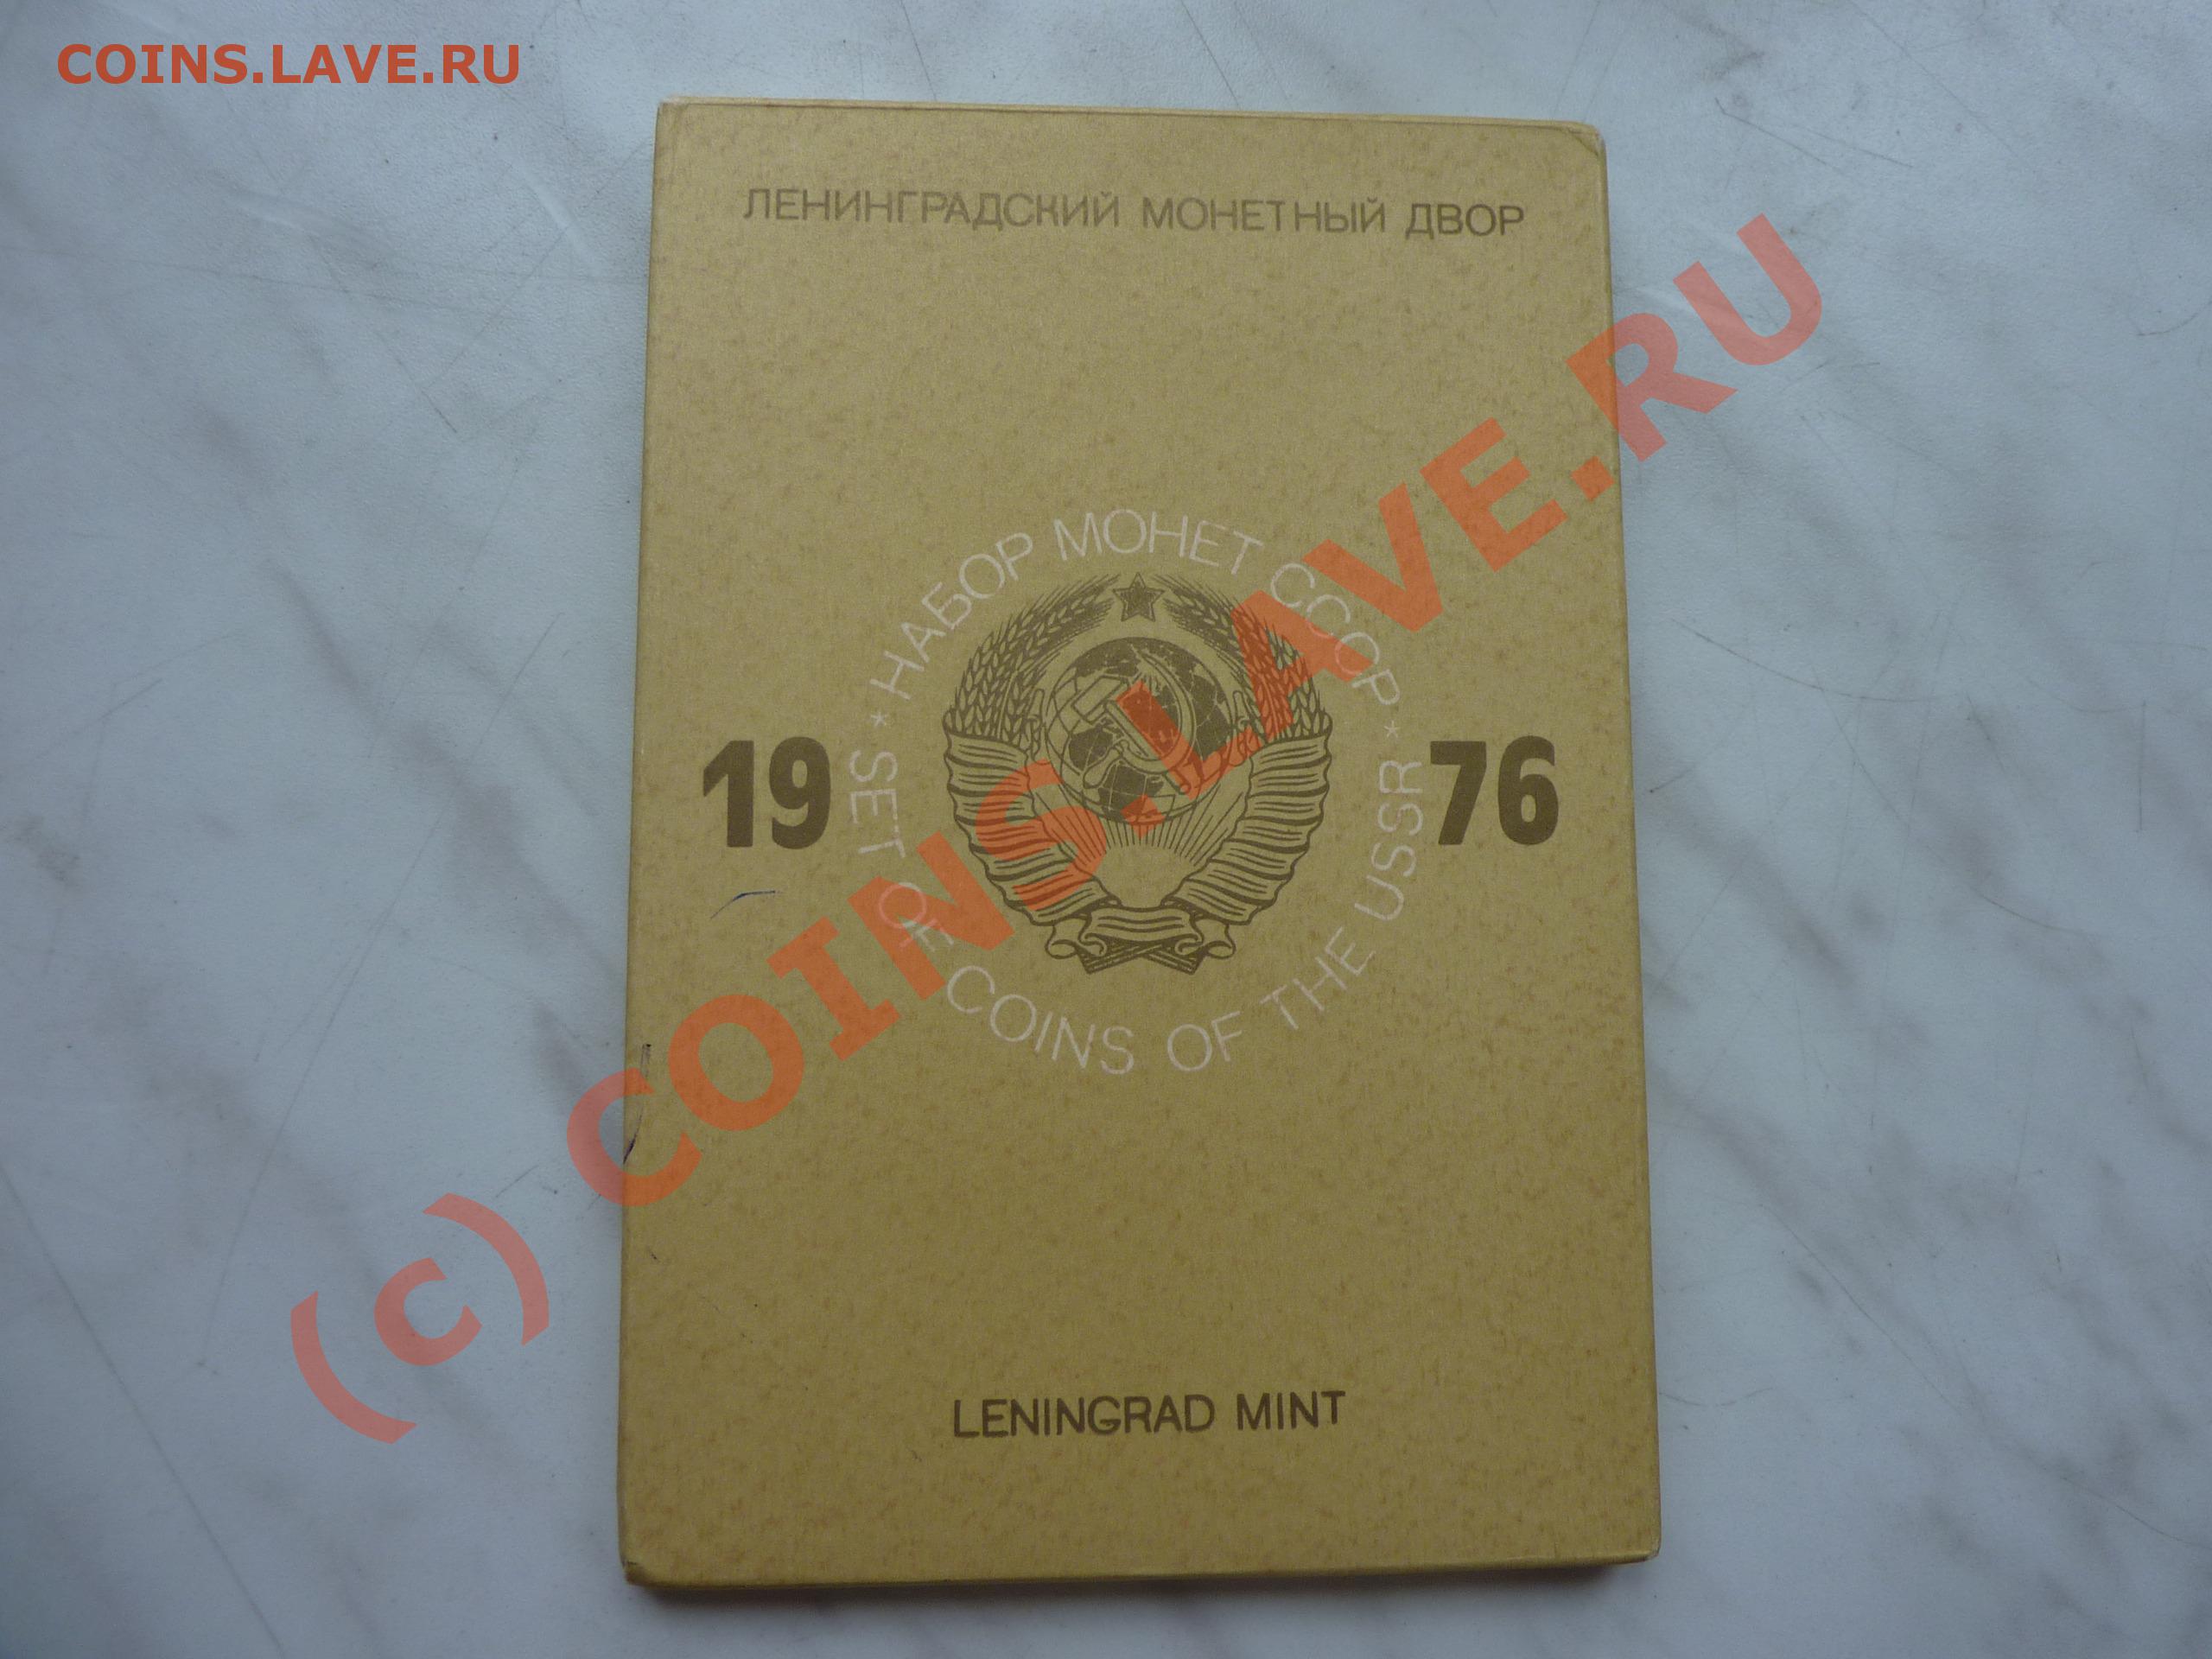 COINS.LAVE.RU
ЛЕНИНГРАДСКИЙ МОНЕТНЫЙ ДВОР
* НАБОР МОНЕТ СССР *
19 76
SET OF COINS OF THE USSR
LENINGRAD MINT
(c) COINS.LAVE.RU